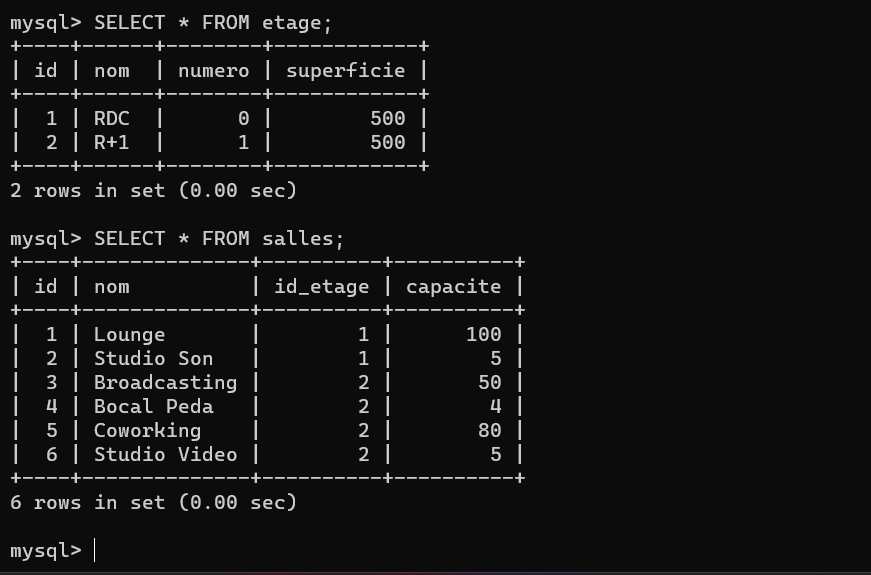 mysql> SELECT * FROM etage;
+----+------+--------+------------+
| id | nom  | numero | superficie |
+----+------+--------+------------+
|  1 | RDC  |      0 |        500 |
|  2 | R+1  |      1 |        500 |
+----+------+--------+------------+
2 rows in set (0.00 sec)

mysql> SELECT * FROM salles;
+----+--------------+----------+----------+
| id | nom          | id_etage | capacite |
+----+--------------+----------+----------+
|  1 | Lounge       |        1 |      100 |
|  2 | Studio Son   |        1 |        5 |
|  3 | Broadcasting |        2 |       50 |
|  4 | Bocal Peda   |        2 |        4 |
|  5 | Coworking    |        2 |       80 |
|  6 | Studio Video |        2 |        5 |
+----+--------------+----------+----------+
6 rows in set (0.00 sec)

mysql>